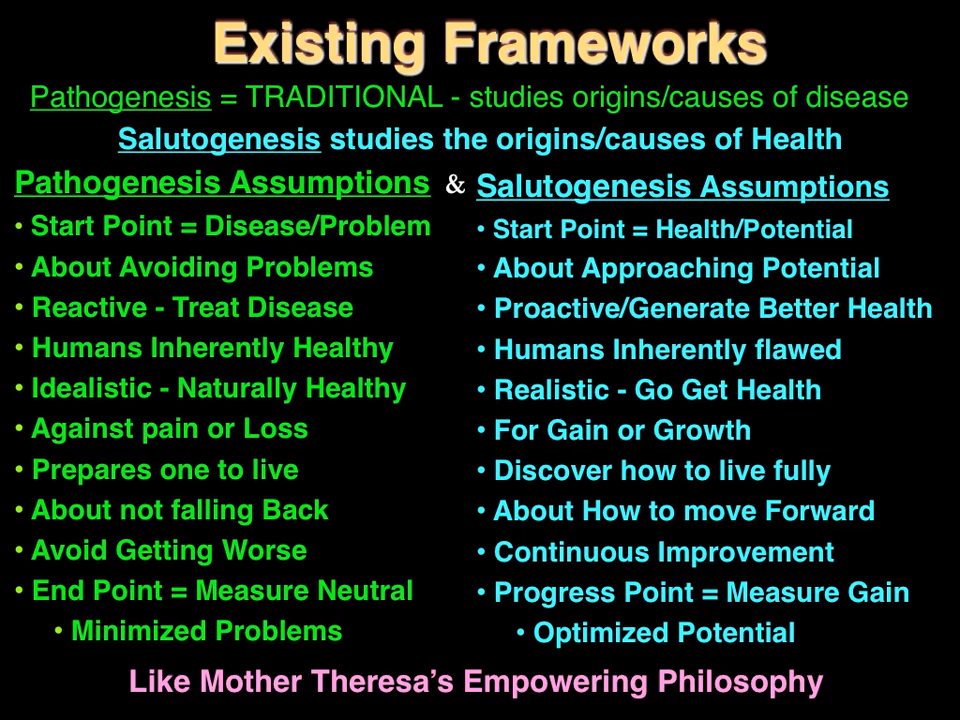 Existing Frameworks
Pathogenesis = TRADITIONAL - studies origins/causes of disease
Salutogenesis studies the origins/causes of Health
Pathogenesis Assumptions & Salutogenesis Assumptions
• Start Point = Disease/Problem
• About Avoiding Problems
• Reactive - Treat Disease
• Humans Inherently Healthy
• Idealistic - Naturally Healthy
• Against pain or Loss
• Prepares one to live
• About not falling Back
• Avoid Getting Worse
• End Point = Measure Neutral
• Minimized Problems
• Start Point = Health/Potential
• About Approaching Potential
• Proactive/Generate Better Health
• Humans Inherently flawed
• Realistic - Go Get Health
• For Gain or Growth
• Discover how to live fully
• About How to move Forward
• Continuous Improvement
• Progress Point = Measure Gain
• Optimized Potential
Like Mother Theresa’s Empowering Philosophy